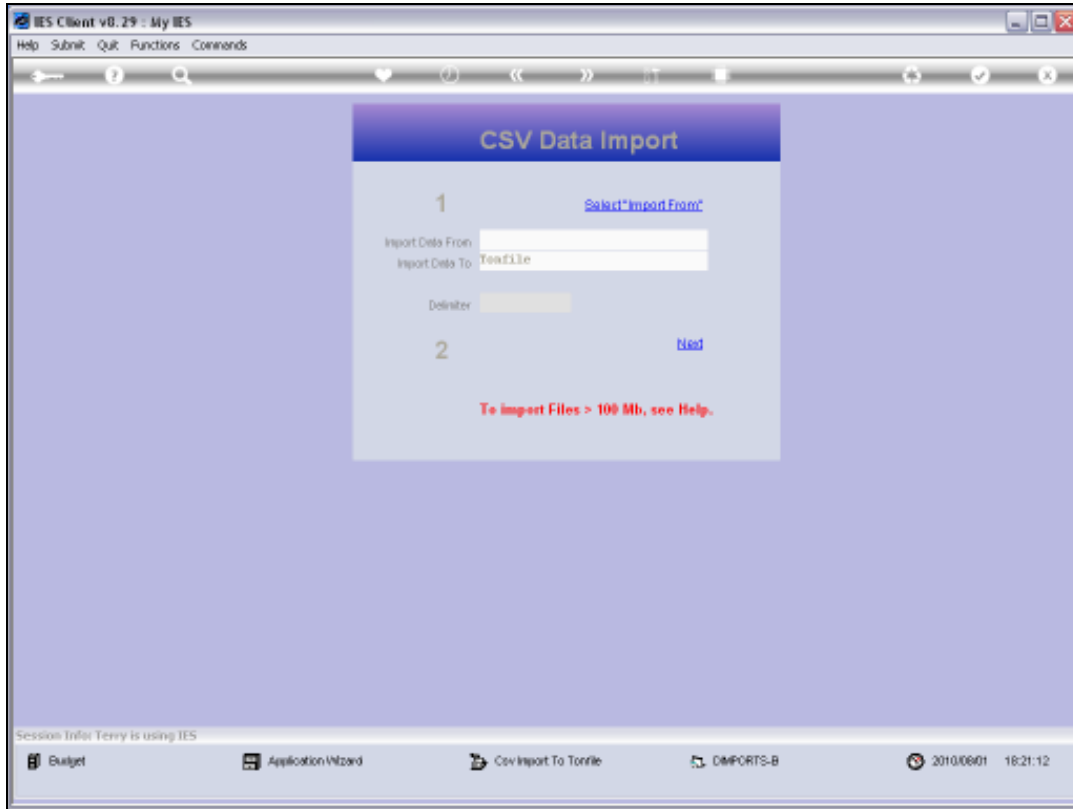 IES Client v8.29 : My IES
Help Submit Quit Functions Commands
CSV Data Import
1
Select "Import From"
Import Data From
Import Data To Tonfile
Delimiter
2
Next
To import Files > 100 Mb, see Help.
Session Info: Terry is using IES
Budget Application Wizard Csv Import To Tonfile DIMPORTS-B 2010/08/01 18:21:12